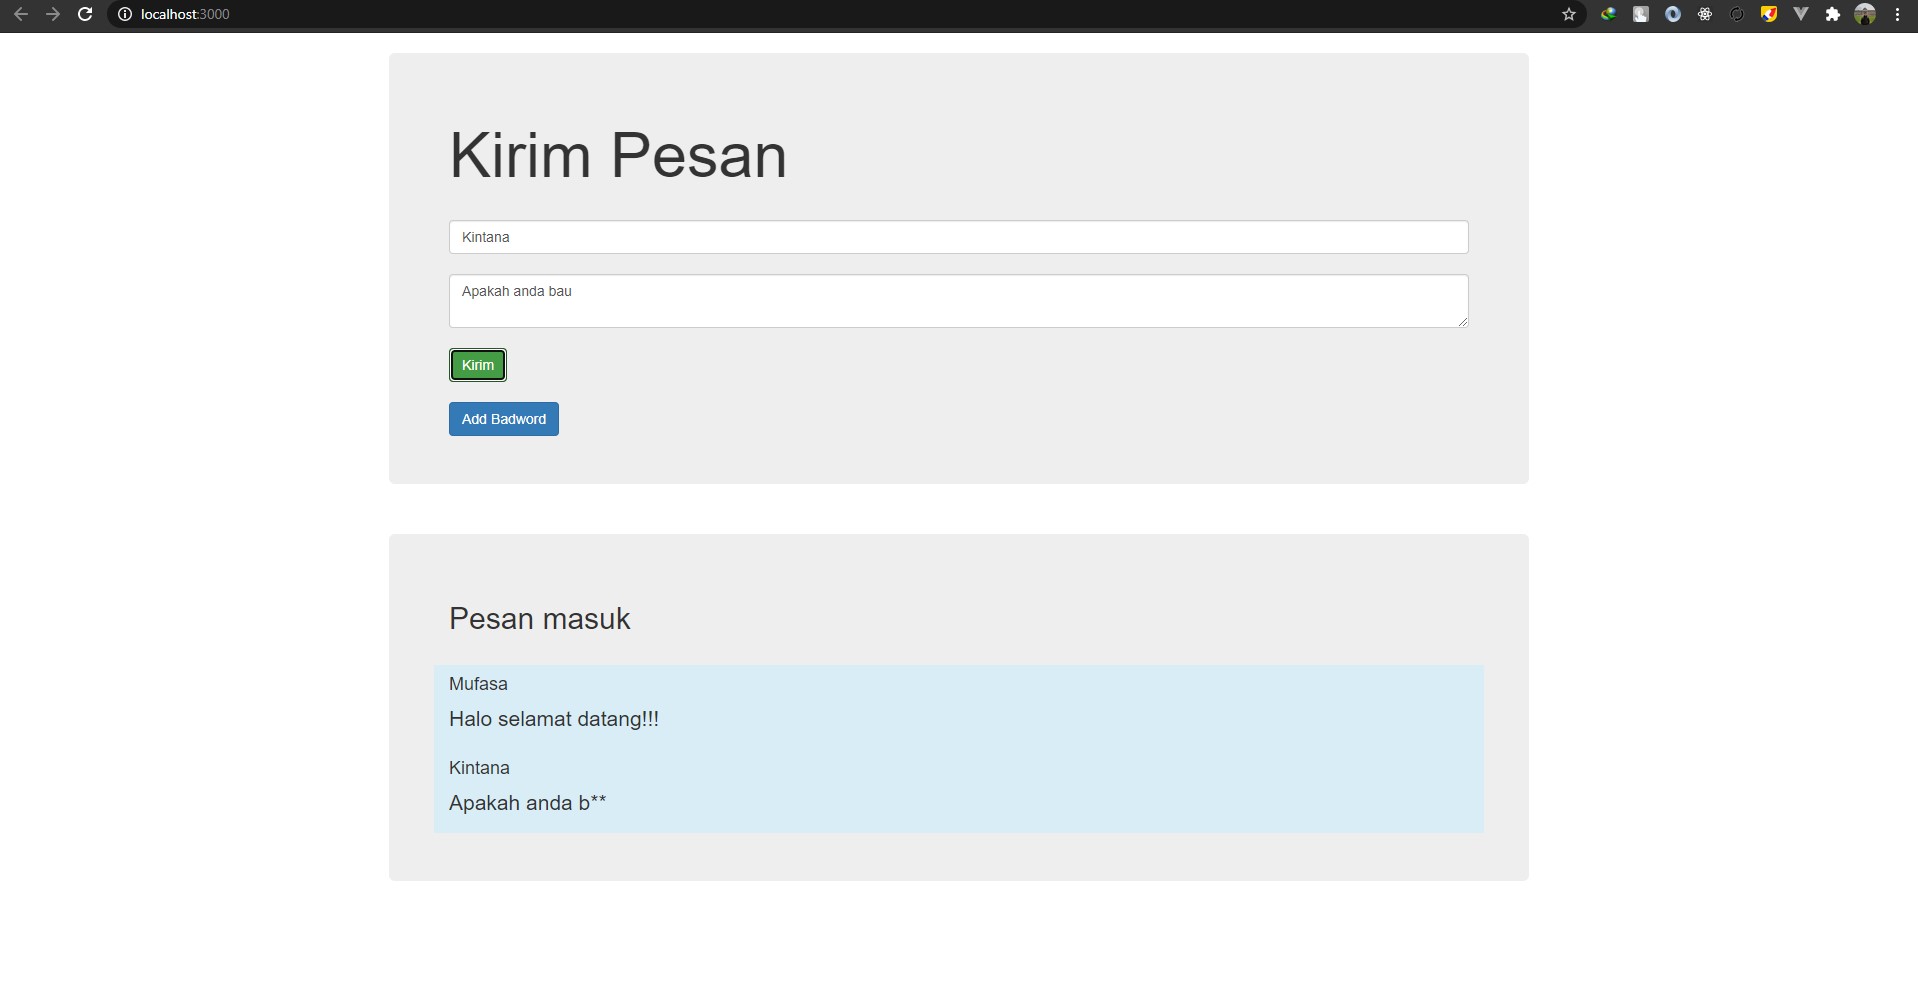 localhost:3000
Kirim Pesan
Kintana
Apakah anda bau
Kirim
Add Badword
Pesan masuk
Mufasa
Halo selamat datang!!!
Kintana
Apakah anda b**